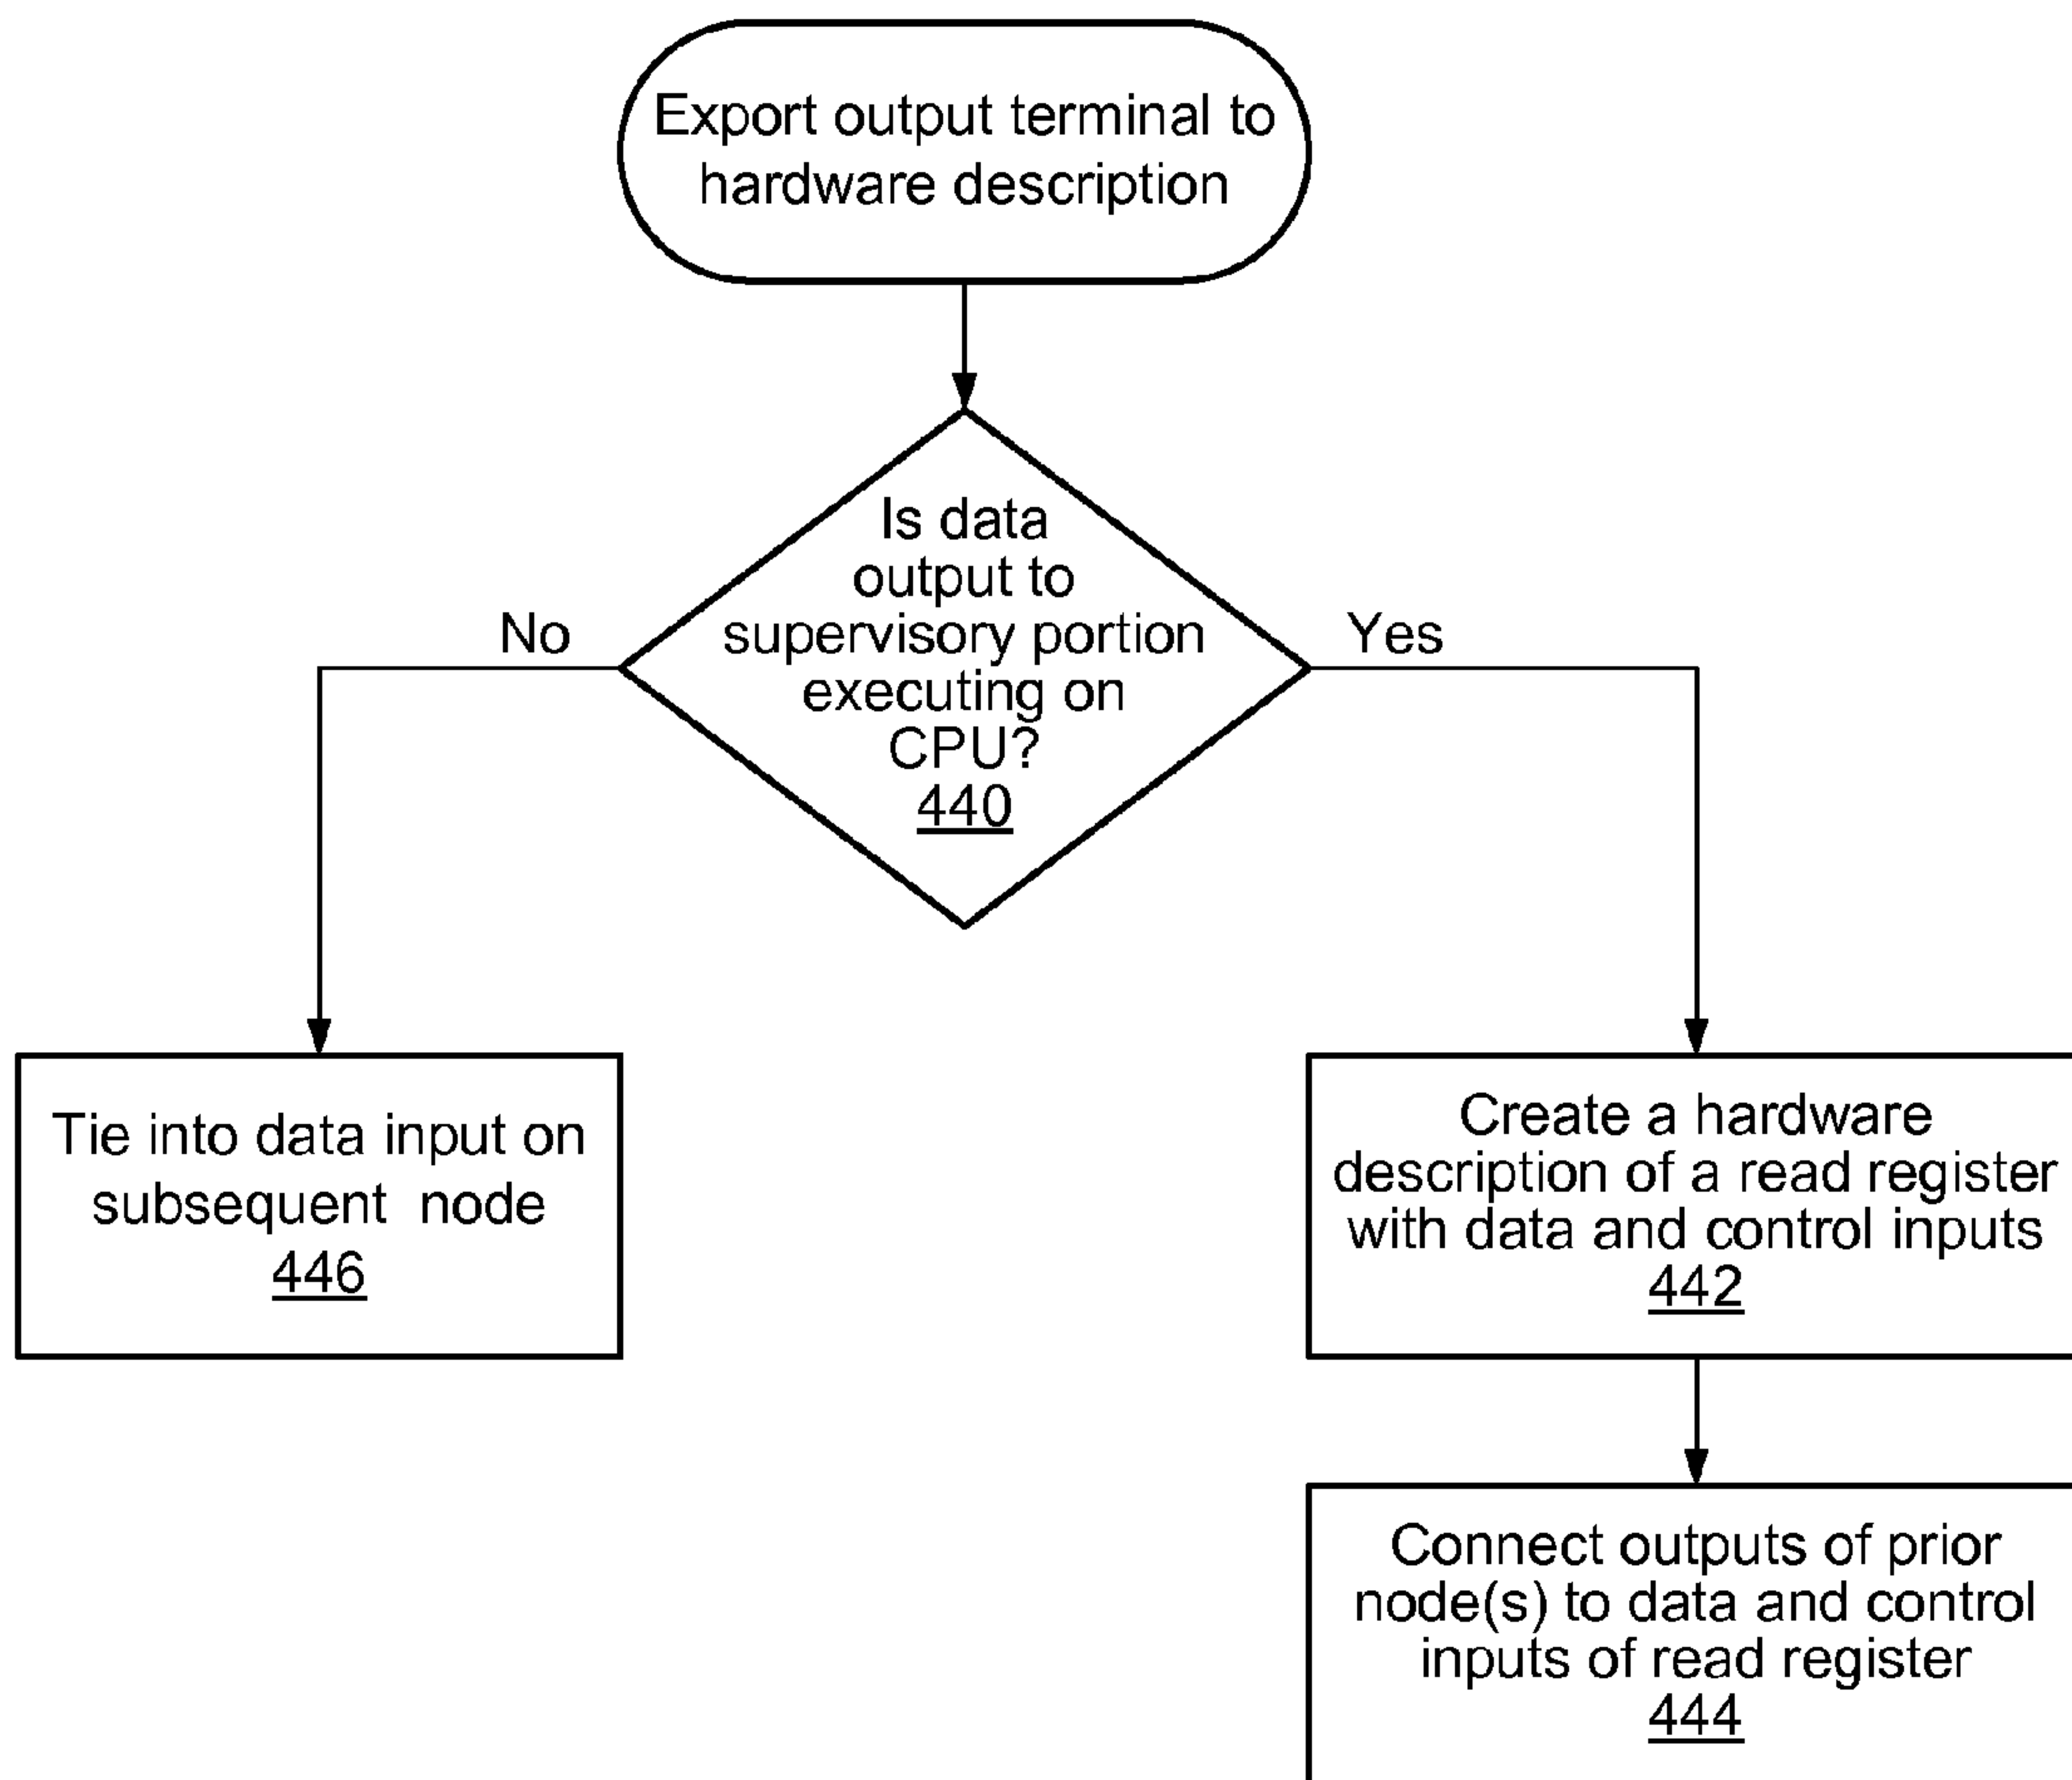 Export output terminal to
hardware description
Is data
output to
supervisory portion
executing on
CPU?
440
No
Yes
Tie into data input on
subsequent node
446
Create a hardware
description of a read register
with data and control inputs
442
Connect outputs of prior
node(s) to data and control
inputs of read register
444